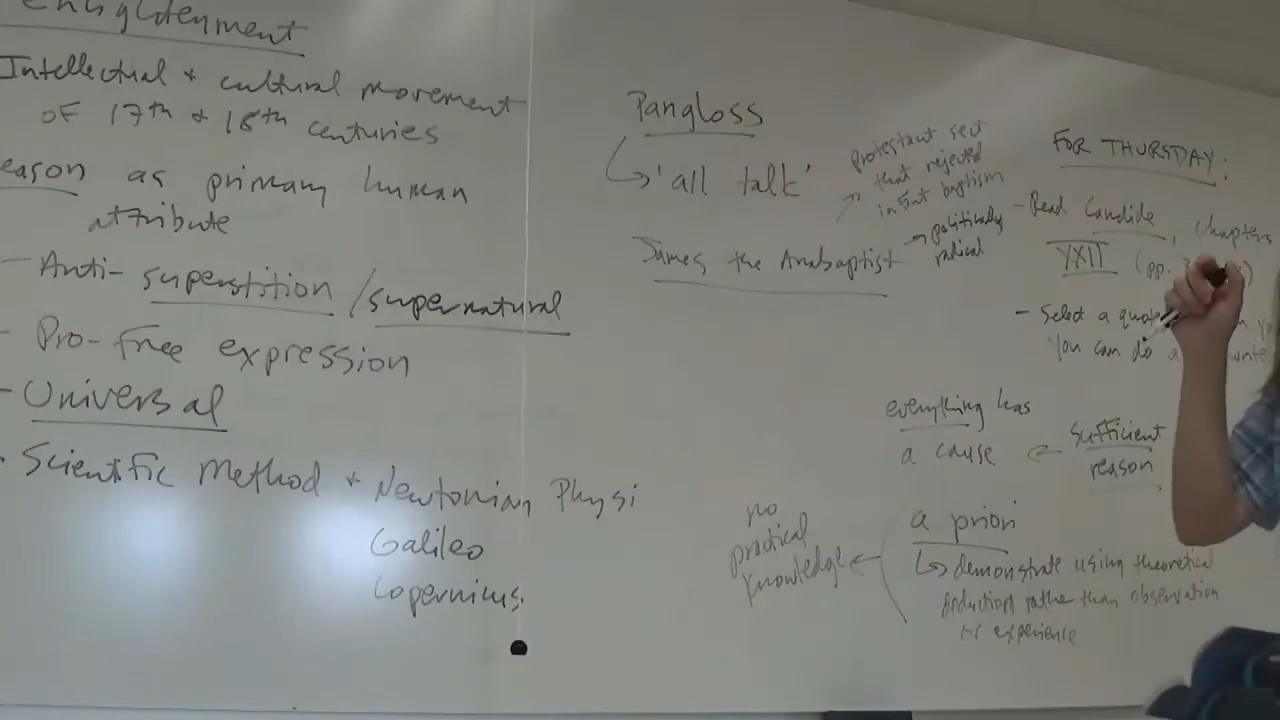 Enlightenment
Intellectual + cultural movement
of 17th + 18th centuries
eason as primary human
attribute
- Anti-superstition / supernatural
- Pro-free expression
- Universal
· Scientific Method + Newtonian Physi
Galileo
Copernicus
Pangloss
'all talk'
James the Anabaptist
protestant sect
that rejected
infant baptism
politically
radical
FOR THURSDAY:
- Read Candide, chapters
XXII (pp.
- Select a
You can do
everything has
a cause
sufficient
reason
a priori
demonstrate using theoretical
deduction rather than observation
or experience
no
practical
knowledge